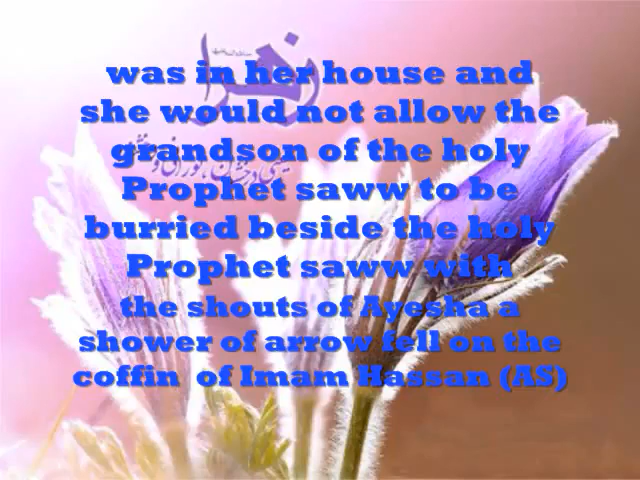 زهرا
was in her house and
she would not allow the
grandson of the holy
Prophet saww to be
burried beside the holy
Prophet saww with
the shouts of Ayesha a
shower of arrow fell on the
coffin of Imam Hassan (AS)